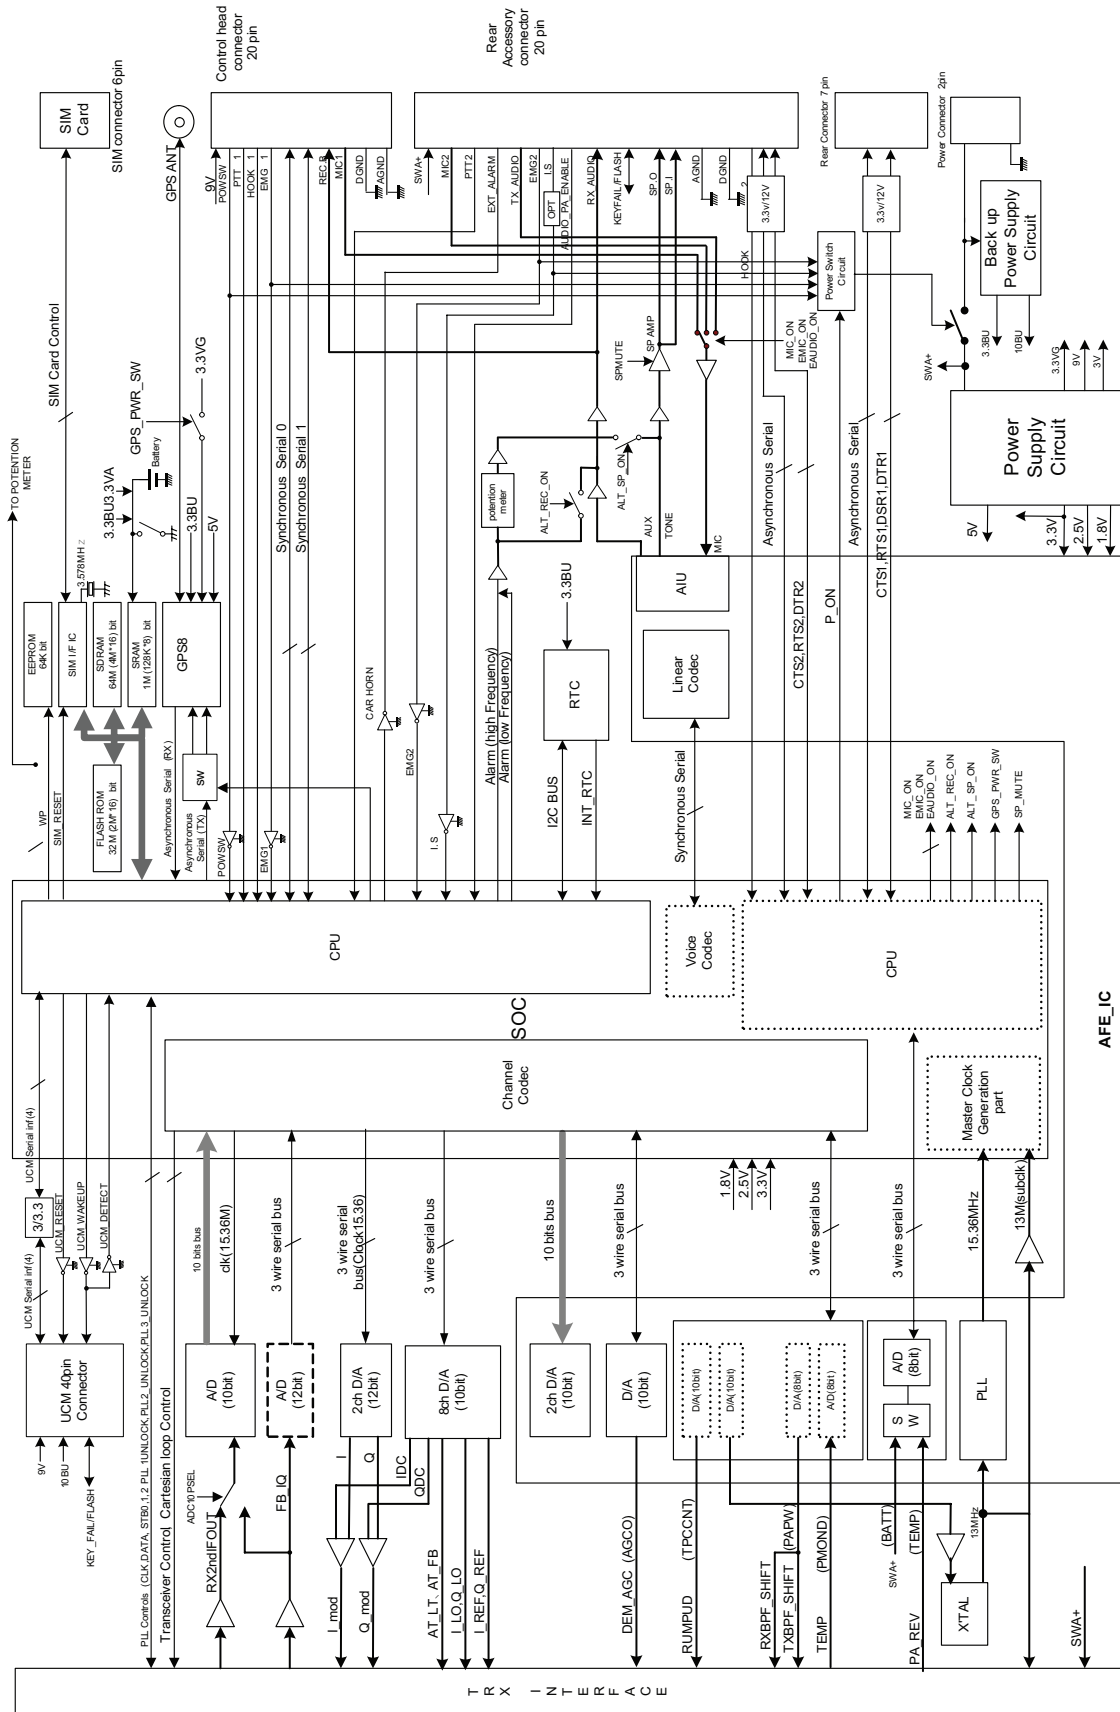 TO POTENTION
METER
SIM
Card
SIM connector 6pin
GPS ANT
Control head
connector
20 pin
Rear
Accessory
connector
20 pin
Rear Connector 7 pin
Power Connector 2pin
SIM Card Control
GPS_PWR_SW
3.3VG
Battery
3.3BU
3.3VA
3.3BU
5V
3.578MHz
EEPROM
64K bit
SIM I/F IC
SDRAM
64M (4M*16) bit
SRAM
1M (128K*8) bit
GPS8
FLASH ROM
32M (2M*16) bit
WP
SIM_RESET
Asynchronous Serial (RX)
Asynchronous
Serial (TX)
SW
9V
POWSW
PTT 1
HOOK 1
EMG 1
REC.R
MIC1
DGND
AGND
SWA+
MIC2
PTT2
EXT_ALARM
TX_AUDIO
EMG2
I.S
OPT
AUDIO_PA_ENABLE
RX_AUDIO
KEYFAIL/FLASH
SP.O
SP.I
AGND
DGND
2
3.3v/12V
3.3v/12V
HOOK
Synchronous Serial 0
Synchronous Serial 1
POWSW
EMG1
CAR HORN
EMG2
I.S
Alarm (high Frequency)
Alarm (low Frequency)
potention
meter
ALT_REC_ON
ALT_SP_ON
SPMUTE
SP AMP
MIC_ON
EMIC_ON
EAUDIO_ON
Power Switch
Circuit
Back up
Power Supply
Circuit
SWA+
3.3BU
10BU
Power
Supply
Circuit
3.3VG
9V
3V
5V
3.3V
2.5V
1.8V
AUX
TONE
MIC
AIU
Linear
Codec
RTC
3.3BU
I2C BUS
INT_RTC
Synchronous Serial
Asynchronous Serial
CTS2,RTS2,DTR2
P_ON
Asynchronous Serial
CTS1,RTS1,DSR1,DTR1
MIC_ON
EMIC_ON
EAUDIO_ON
ALT_REC_ON
ALT_SP_ON
GPS_PWR_SW
SP_MUTE
CPU
SOC
Voice
Codec
CPU
Channel
Codec
Master Clock
Generation
part
AFE_IC
UCM Serial inf(4)
3/3.3
UCM Serial inf(4)
UCM_RESET
UCM_WAKEUP
UCM_DETECT
UCM 40pin
Connector
9V
10BU
KEY_FAIL/FLASH
PLL Controls (CLK,DATA, STB0,1,2 PLL 1UNLOCK,PLL2_UNLOCK,PLL3_UNLOCK
Transceiver Control Cartesian loop Control
10 bits bus
clk(15.36M)
3 wire serial bus
3 wire serial
bus(Clock15.36)
3 wire serial bus
10 bits bus
3 wire serial bus
1.8V
2.5V
3.3V
3 wire serial bus
3 wire serial bus
15.36MHz
13M(subclk)
A/D
(10bit)
A/D
(12bit)
2ch D/A
(12bit)
8ch D/A
(10bit)
2ch D/A
(10bit)
D/A
(10bit)
D/A(10bit)
D/A(10bit)
D/A(8bit)
A/D(8bit)
A/D
(8bit)
S
W
PLL
ADC10PSEL
RX2ndIFOUT
FB_IQ
I
Q
IDC
QDC
I_mod
Q_mod
AT_LT, AT_FB
I_LO,Q_LO
I_REF,Q_REF
DEM_AGC (AGCO)
RUMPUD (TPCCNT)
RXBPF_SHIFT
TXBPF_SHIFT (PAPW)
TEMP (PMOND)
SWA+ (BATT)
PA_REV (TEMP)
13MHz
XTAL
SWA+
TRX INTERFACE